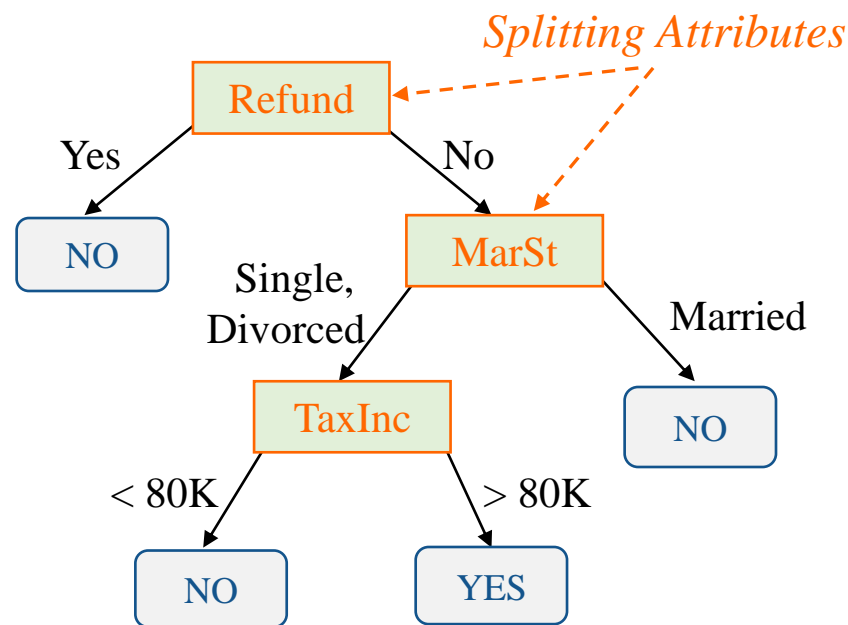 Splitting Attributes
Refund
Yes
No
NO
MarSt
Single,
Divorced
Married
TaxInc
NO
< 80K
> 80K
NO
YES